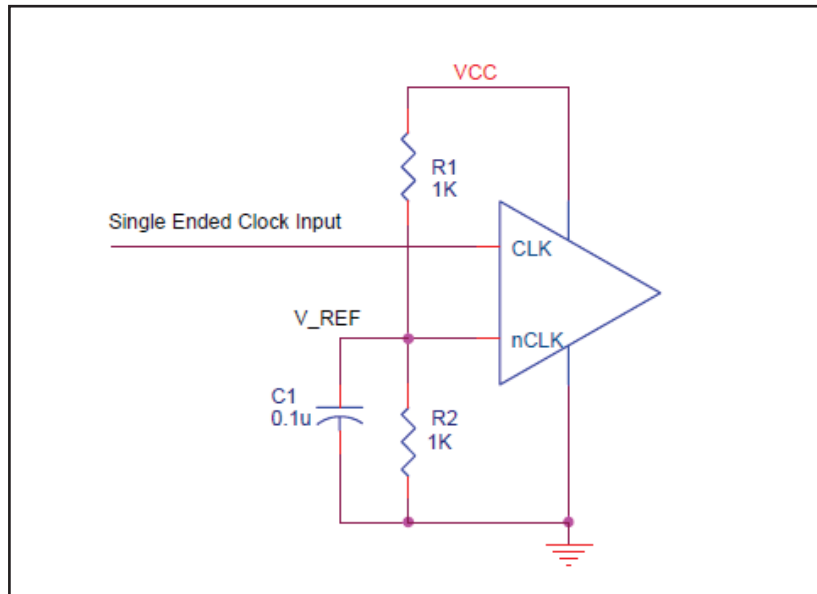 VCC
R1
1K
Single Ended Clock Input
CLK
V_REF
nCLK
C1
0.1u
R2
1K